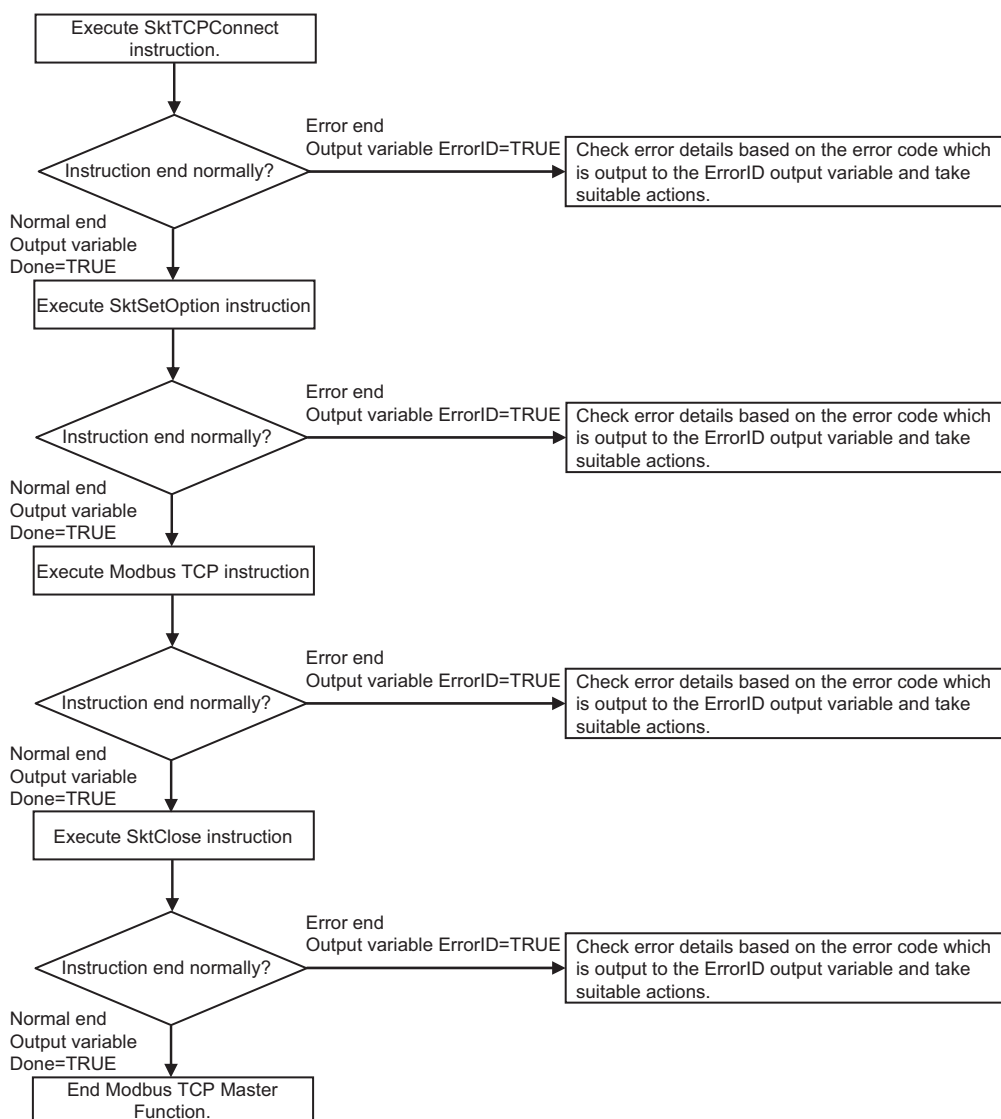 Execute SktTCPConnect
instruction.
Error end
Output variable ErrorID=TRUE
Instruction end normally?
Check error details based on the error code which
is output to the ErrorID output variable and take
suitable actions.
Normal end
Output variable
Done=TRUE
Execute SktSetOption instruction
Error end
Output variable ErrorID=TRUE
Instruction end normally?
Check error details based on the error code which
is output to the ErrorID output variable and take
suitable actions.
Normal end
Output variable
Done=TRUE
Execute Modbus TCP instruction
Error end
Output variable ErrorID=TRUE
Instruction end normally?
Check error details based on the error code which
is output to the ErrorID output variable and take
suitable actions.
Normal end
Output variable
Done=TRUE
Execute SktClose instruction
Error end
Output variable ErrorID=TRUE
Instruction end normally?
Check error details based on the error code which
is output to the ErrorID output variable and take
suitable actions.
Normal end
Output variable
Done=TRUE
End Modbus TCP Master
Function.